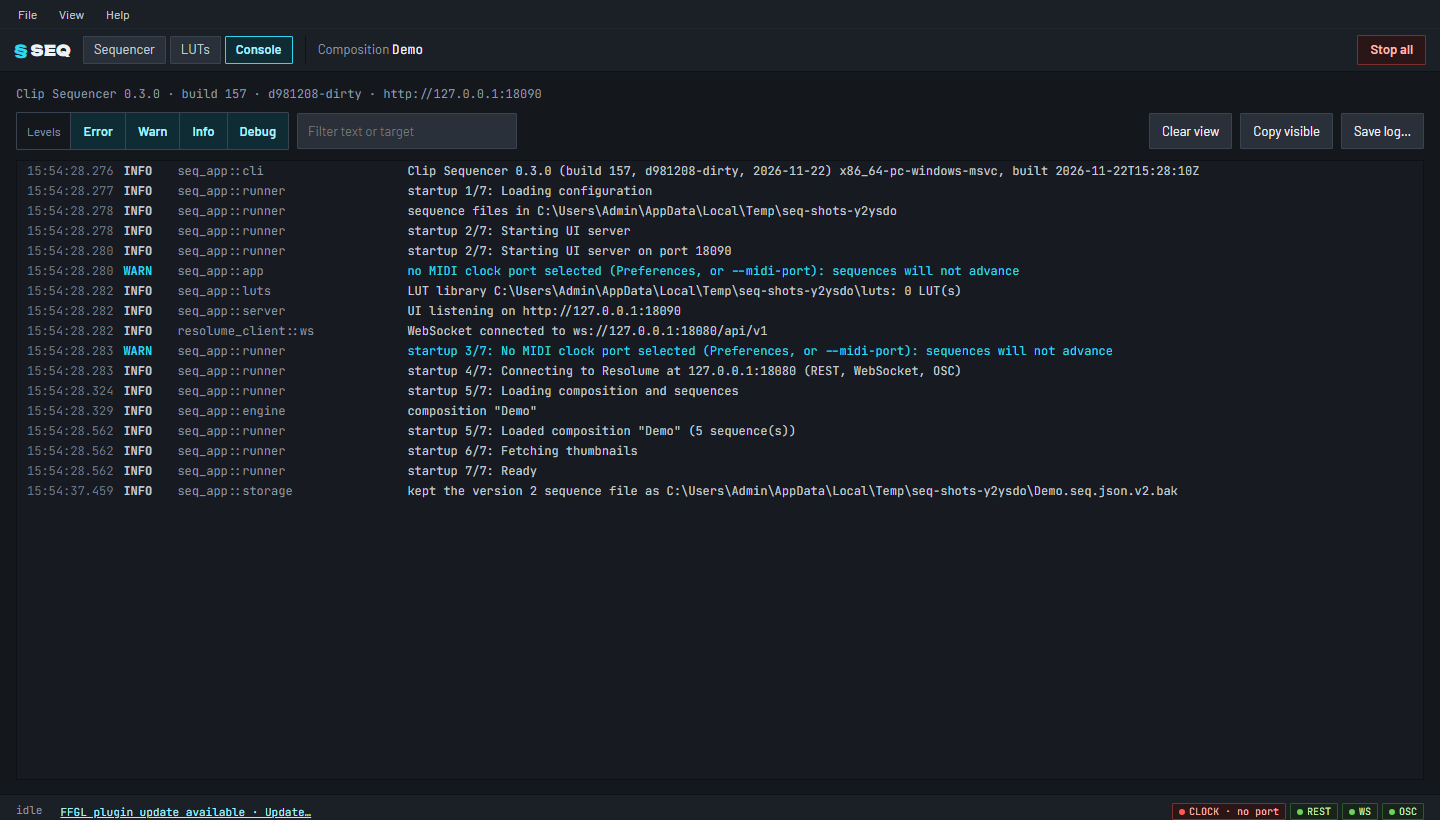 File View Help
S SEQ Sequencer LUTs Console Composition Demo Stop all
Clip Sequencer 0.3.0 · build 157 · d981208-dirty · http://127.0.0.1:18090
Levels Error Warn Info Debug Filter text or target Clear view Copy visible Save log…
15:54:28.276 INFO seq_app::cli Clip Sequencer 0.3.0 (build 157, d981208-dirty, 2026-11-22) x86_64-pc-windows-msvc, built 2026-11-22T15:28:10Z
15:54:28.277 INFO seq_app::runner startup 1/7: Loading configuration
15:54:28.278 INFO seq_app::runner sequence files in C:\Users\Admin\AppData\Local\Temp\seq-shots-y2ysdo
15:54:28.278 INFO seq_app::runner startup 2/7: Starting UI server
15:54:28.280 INFO seq_app::runner startup 2/7: Starting UI server on port 18090
15:54:28.280 WARN seq_app::app no MIDI clock port selected (Preferences, or --midi-port): sequences will not advance
15:54:28.282 INFO seq_app::luts LUT library C:\Users\Admin\AppData\Local\Temp\seq-shots-y2ysdo\luts: 0 LUT(s)
15:54:28.282 INFO seq_app::server UI listening on http://127.0.0.1:18090
15:54:28.282 INFO resolume_client::ws WebSocket connected to ws://127.0.0.1:18080/api/v1
15:54:28.283 WARN seq_app::runner startup 3/7: No MIDI clock port selected (Preferences, or --midi-port): sequences will not advance
15:54:28.283 INFO seq_app::runner startup 4/7: Connecting to Resolume at 127.0.0.1:18080 (REST, WebSocket, OSC)
15:54:28.324 INFO seq_app::runner startup 5/7: Loading composition and sequences
15:54:28.329 INFO seq_app::engine composition "Demo"
15:54:28.562 INFO seq_app::runner startup 5/7: Loaded composition "Demo" (5 sequence(s))
15:54:28.562 INFO seq_app::runner startup 6/7: Fetching thumbnails
15:54:28.562 INFO seq_app::runner startup 7/7: Ready
15:54:37.459 INFO seq_app::storage kept the version 2 sequence file as C:\Users\Admin\AppData\Local\Temp\seq-shots-y2ysdo\Demo.seq.json.v2.bak
idle FFGL plugin update available · Update… CLOCK · no port REST WS OSC